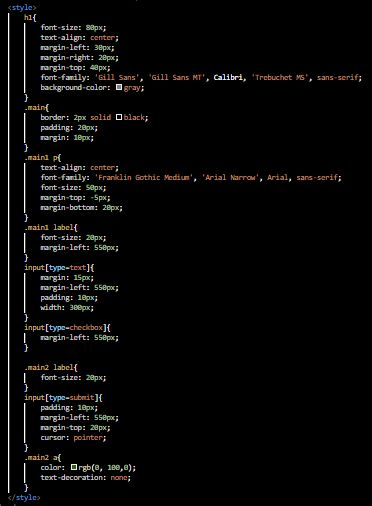 <style>
h1{
font-size: 80px;
text-align: center;
margin-left: 30px;
margin-right: 20px;
margin-top: 40px;
font-family: 'Gill Sans', 'Gill Sans MT', Calibri, 'Trebuchet MS', sans-serif;
background-color: gray;
}
.main{
border: 2px solid black;
padding: 20px;
margin: 10px;
}
.main1 p{
text-align: center;
font-family: 'Franklin Gothic Medium', 'Arial Narrow', Arial, sans-serif;
font-size: 50px;
margin-top: -5px;
margin-bottom: 20px;
}
.main1 label{
font-size: 20px;
margin-left: 550px;
}
input[type=text]{
margin: 15px;
margin-left: 550px;
padding: 10px;
width: 300px;
}
input[type=checkbox]{
margin-left: 550px;
}
.main2 label{
font-size: 20px;
}
input[type=submit]{
padding: 10px;
margin-left: 550px;
margin-top: 20px;
cursor: pointer;
}
.main2 a{
color: rgb(0, 100,0);
text-decoration: none;
}
</style>